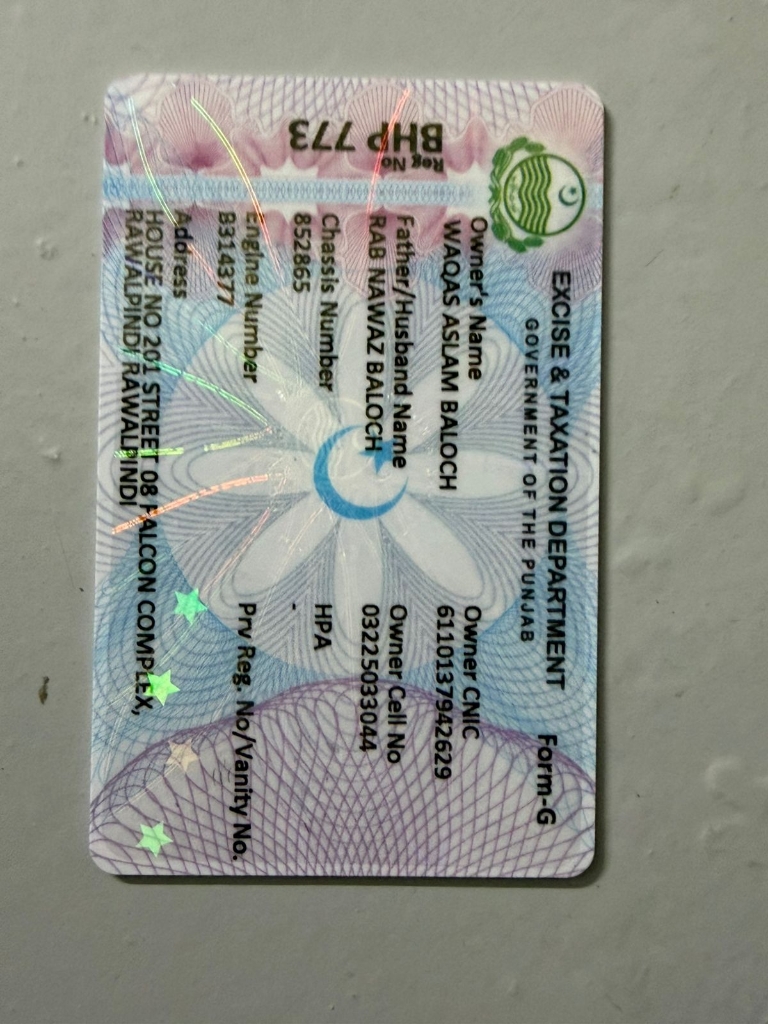 EXCISE & TAXATION DEPARTMENT
GOVERNMENT OF THE PUNJAB
Form-G
Reg No
BHP 773
Owner's Name
WAQAS ASLAM BALOCH
Owner CNIC
6110137942629
Father/Husband Name
RAB NAWAZ BALOCH
Owner Cell No
03225033044
Chassis Number
852865
HPA
-
Engine Number
B314377
Prv Reg. No/Vanity No.
Address
HOUSE NO 201 STREET 08 FALCON COMPLEX,
RAWALPINDI RAWALPINDI